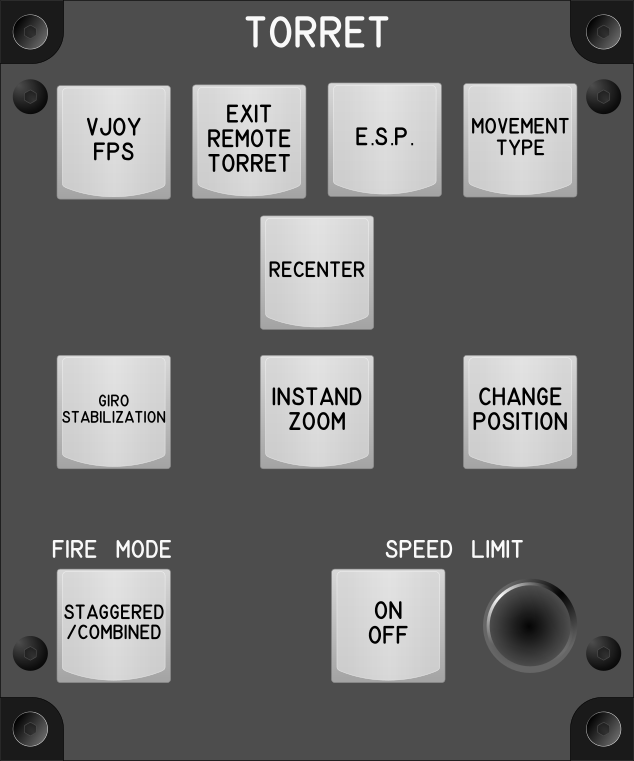 TORRET
VJOY
FPS
EXIT
REMOTE
TORRET
E.S.P.
MOVEMENT
TYPE
RECENTER
GIRO
STABILIZATION
INSTAND
ZOOM
CHANGE
POSITION
FIRE MODE
SPEED LIMIT
STAGGERED
/COMBINED
ON
OFF